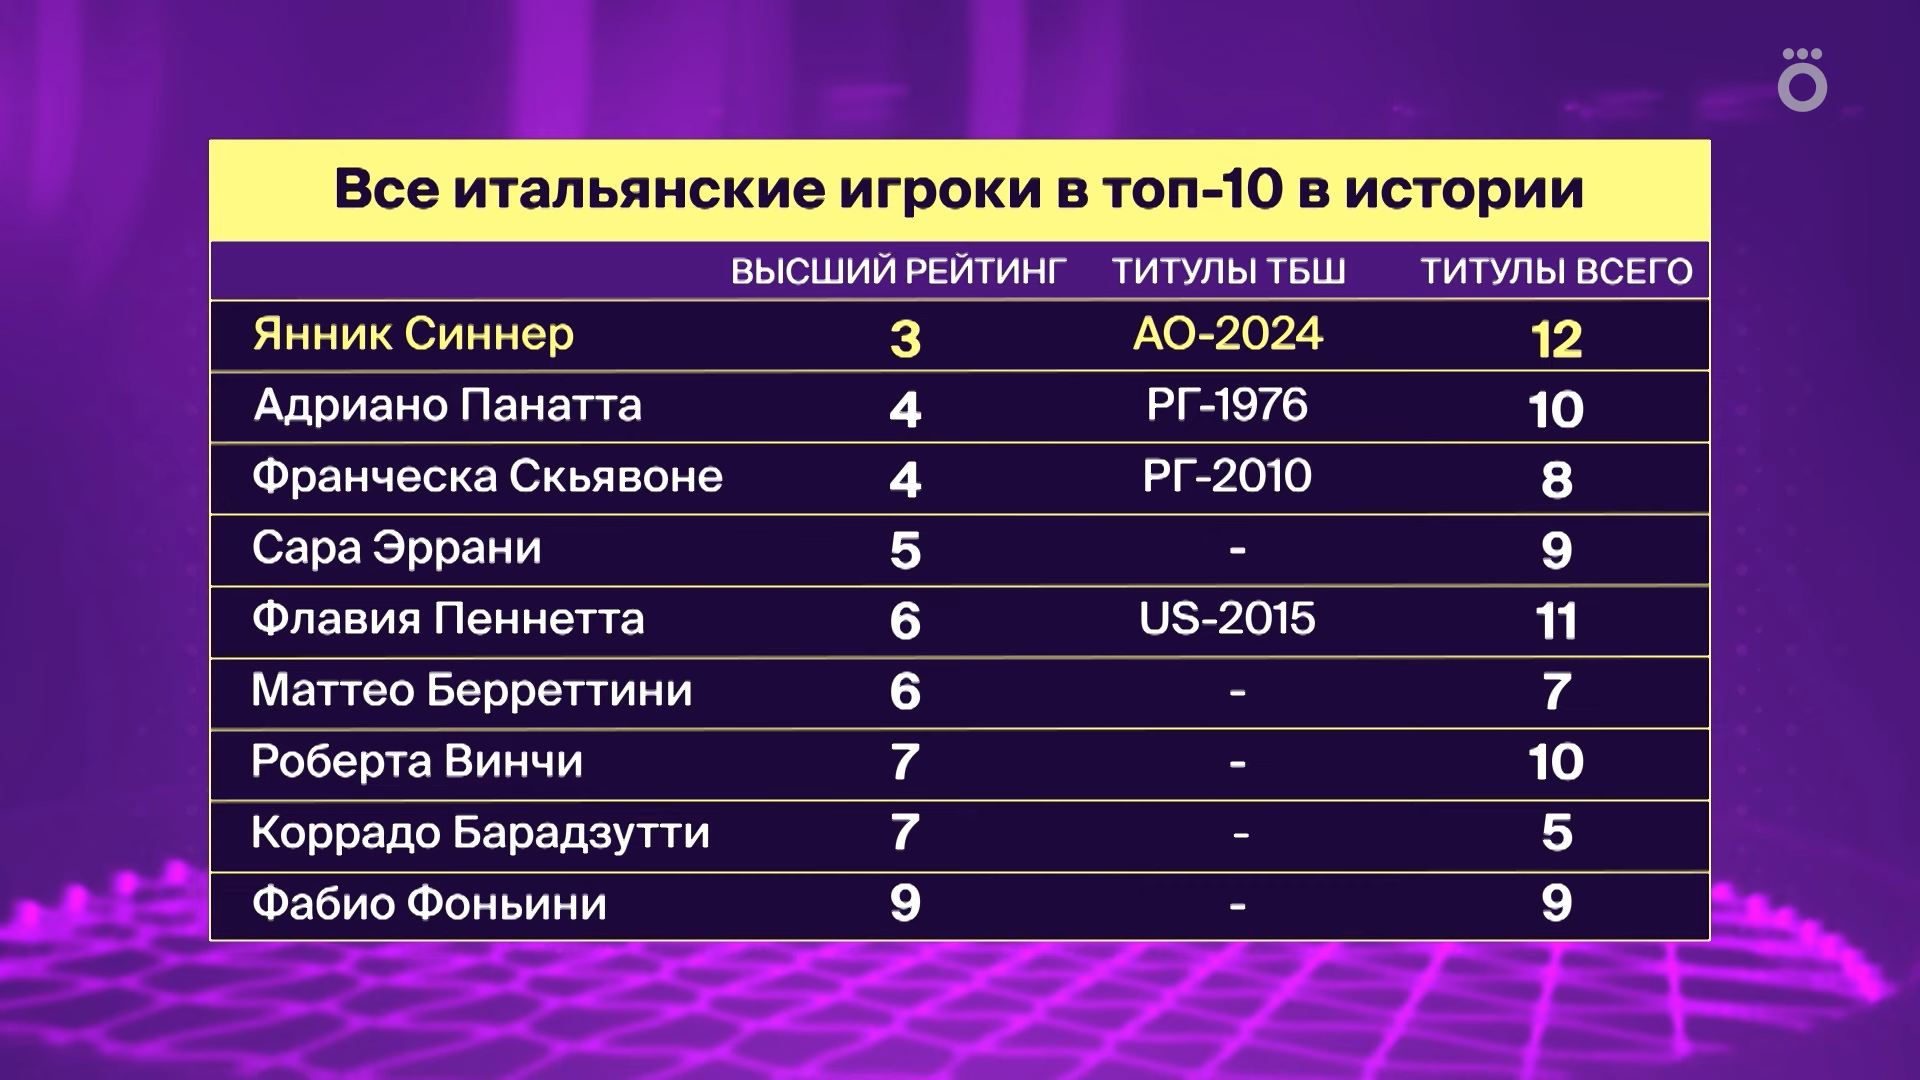 Все итальянские игроки в топ-10 в истории
ВЫСШИЙ РЕЙТИНГ ТИТУЛЫ ТБШ ТИТУЛЫ ВСЕГО
Янник Синнер 3 AO-2024 12
Адриано Панатта 4 РГ-1976 10
Франческа Скьявоне 4 РГ-2010 8
Сара Эррани 5 - 9
Флавия Пеннетта 6 US-2015 11
Маттео Берреттини 6 - 7
Роберта Винчи 7 - 10
Коррадо Барадзутти 7 - 5
Фабио Фоньини 9 - 9